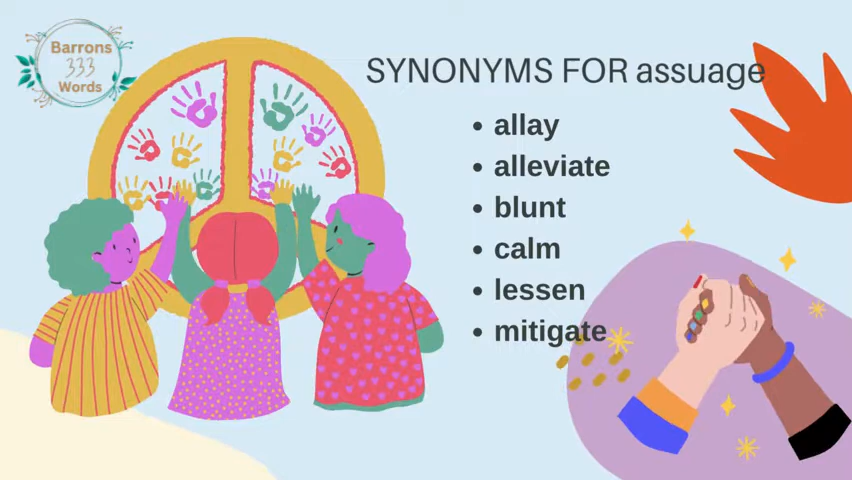 Barrons
333
Words
SYNONYMS FOR assuage
• allay
• alleviate
• blunt
• calm
• lessen
• mitigate